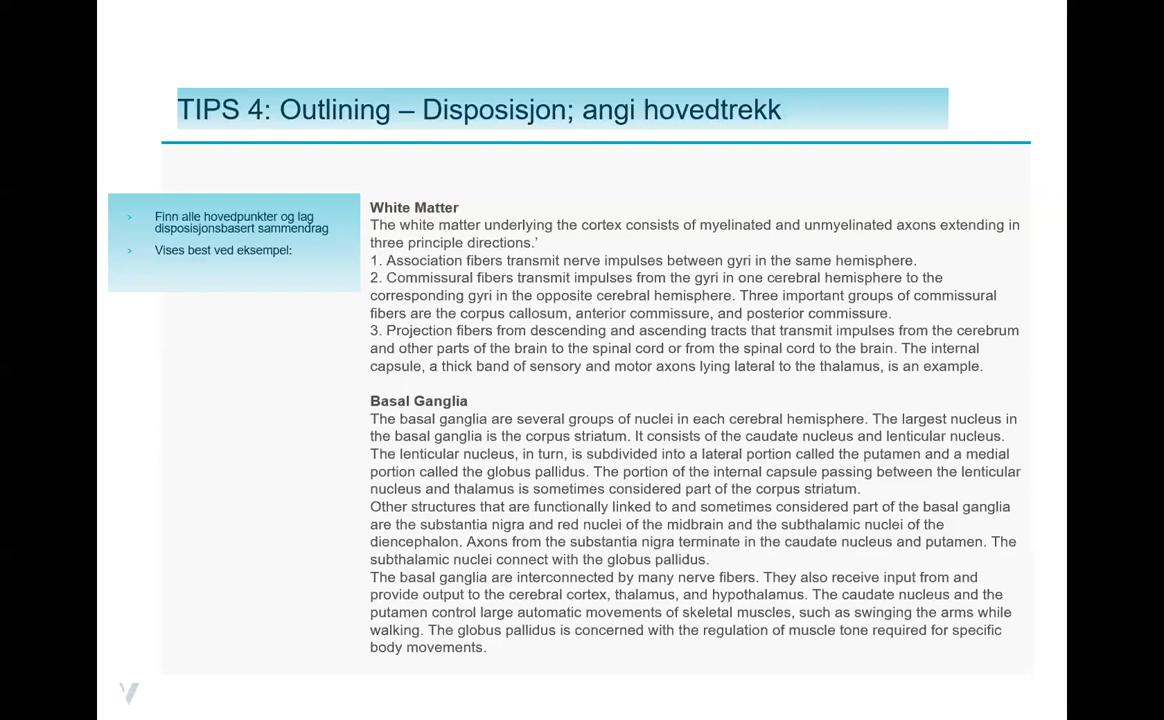 TIPS 4: Outlining – Disposisjon; angi hovedtrekk
> Finn alle hovedpunkter og lag
disposisjonsbasert sammendrag
> Vises best ved eksempel:
White Matter
The white matter underlying the cortex consists of myelinated and unmyelinated axons extending in
three principle directions.’
1. Association fibers transmit nerve impulses between gyri in the same hemisphere.
2. Commissural fibers transmit impulses from the gyri in one cerebral hemisphere to the
corresponding gyri in the opposite cerebral hemisphere. Three important groups of commissural
fibers are the corpus callosum, anterior commissure, and posterior commissure.
3. Projection fibers from descending and ascending tracts that transmit impulses from the cerebrum
and other parts of the brain to the spinal cord or from the spinal cord to the brain. The internal
capsule, a thick band of sensory and motor axons lying lateral to the thalamus, is an example.
Basal Ganglia
The basal ganglia are several groups of nuclei in each cerebral hemisphere. The largest nucleus in
the basal ganglia is the corpus striatum. It consists of the caudate nucleus and lenticular nucleus.
The lenticular nucleus, in turn, is subdivided into a lateral portion called the putamen and a medial
portion called the globus pallidus. The portion of the internal capsule passing between the lenticular
nucleus and thalamus is sometimes considered part of the corpus striatum.
Other structures that are functionally linked to and sometimes considered part of the basal ganglia
are the substantia nigra and red nuclei of the midbrain and the subthalamic nuclei of the
diencephalon. Axons from the substantia nigra terminate in the caudate nucleus and putamen. The
subthalamic nuclei connect with the globus pallidus.
The basal ganglia are interconnected by many nerve fibers. They also receive input from and
provide output to the cerebral cortex, thalamus, and hypothalamus. The caudate nucleus and the
putamen control large automatic movements of skeletal muscles, such as swinging the arms while
walking. The globus pallidus is concerned with the regulation of muscle tone required for specific
body movements.